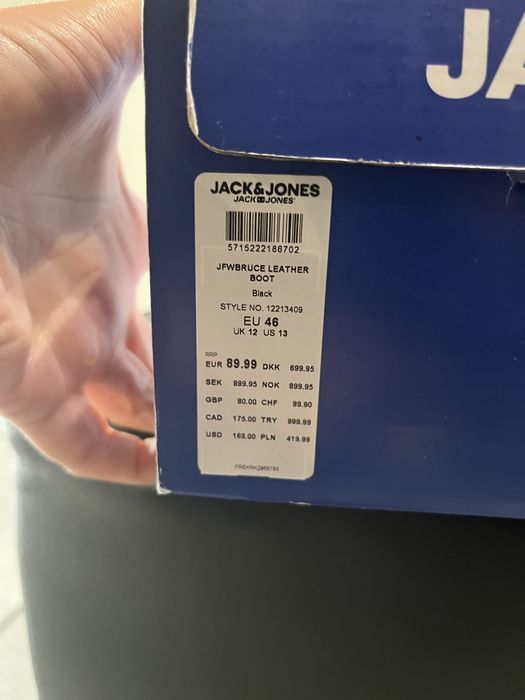 JA
JACK&JONES
JACK JONES
5715222186702
JFWBRUCE LEATHER
BOOT
Black
STYLE NO. 12213409
EU 46
UK 12 US 13
RRP
EUR 89.99 DKK 699.95
SEK 899.95 NOK 899.95
GBP 80.00 CHF 99.90
CAD 175.00 TRY 999.99
USD 169.00 PLN 419.99